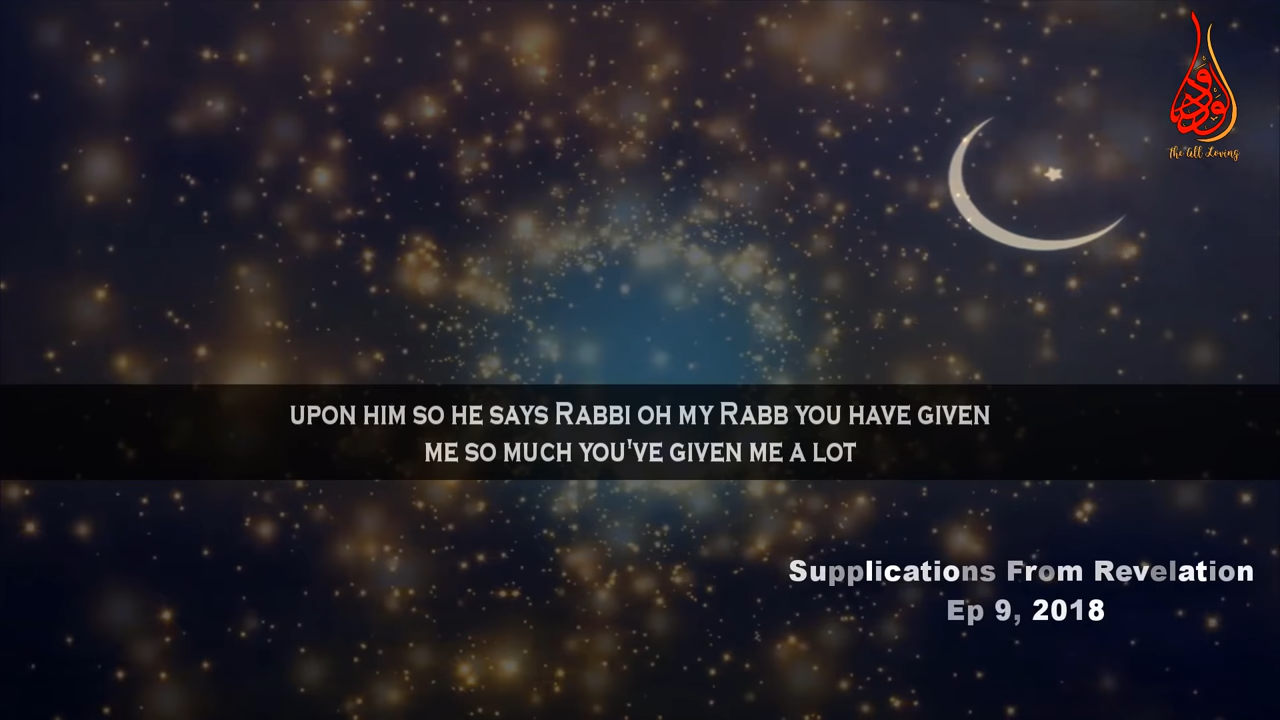 الودود
The All Loving
UPON HIM SO HE SAYS RABBI OH MY RABB YOU HAVE GIVEN
ME SO MUCH YOU'VE GIVEN ME A LOT
Supplications From Revelation
Ep 9, 2018